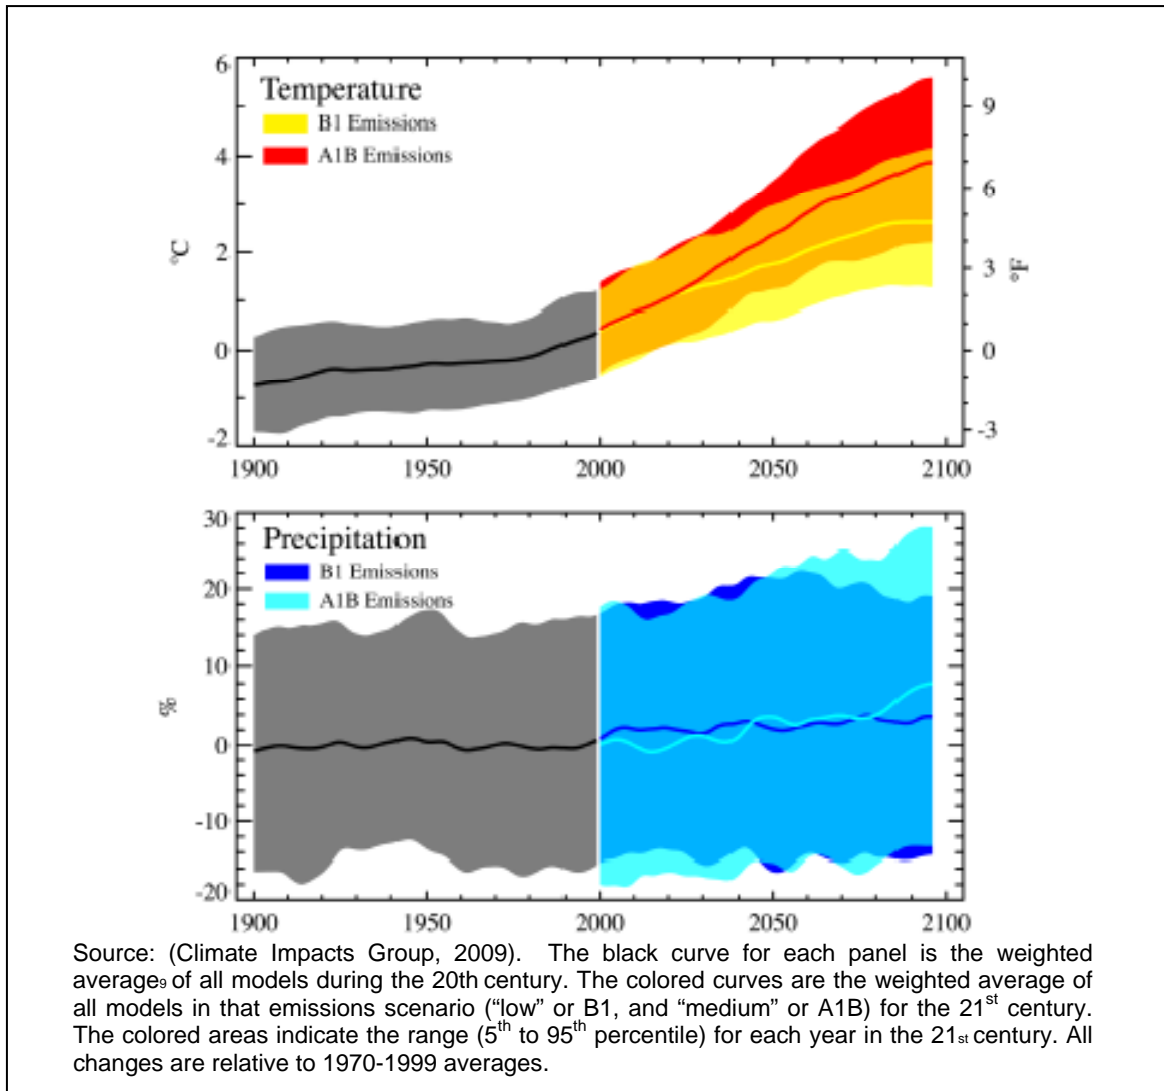 6
Temperature
B1 Emissions
A1B Emissions
9
4
6
°C
2
3
°F
0
0
-2
-3
1900 1950 2000 2050 2100
30
Precipitation
B1 Emissions
A1B Emissions
20
10
%
0
-10
-20
1900 1950 2000 2050 2100
Source: (Climate Impacts Group, 2009). The black curve for each panel is the weighted
average9 of all models during the 20th century. The colored curves are the weighted average of
all models in that emissions scenario (“low” or B1, and “medium” or A1B) for the 21st century.
The colored areas indicate the range (5th to 95th percentile) for each year in the 21st century. All
changes are relative to 1970-1999 averages.